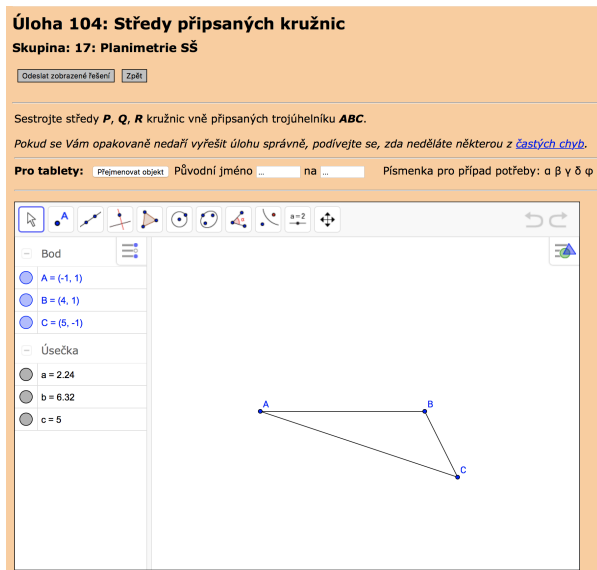 Úloha 104: Středy připsaných kružnic
Skupina: 17: Planimetrie SŠ
Odeslat zobrazené řešení Zpět
Sestrojte středy P, Q, R kružnic vně připsaných trojúhelníku ABC.
Pokud se Vám opakovaně nedaří vyřešit úlohu správně, podívejte se, zda neděláte některou z častých chyb.
Pro tablety: Přejmenovat objekt Původní jméno ... na ... Písmenka pro případ potřeby: α β γ δ φ
A α a=2
Bod
A = (-1, 1)
B = (4, 1)
C = (5, -1)
Úsečka
a = 2.24
b = 6.32
c = 5
A B
C